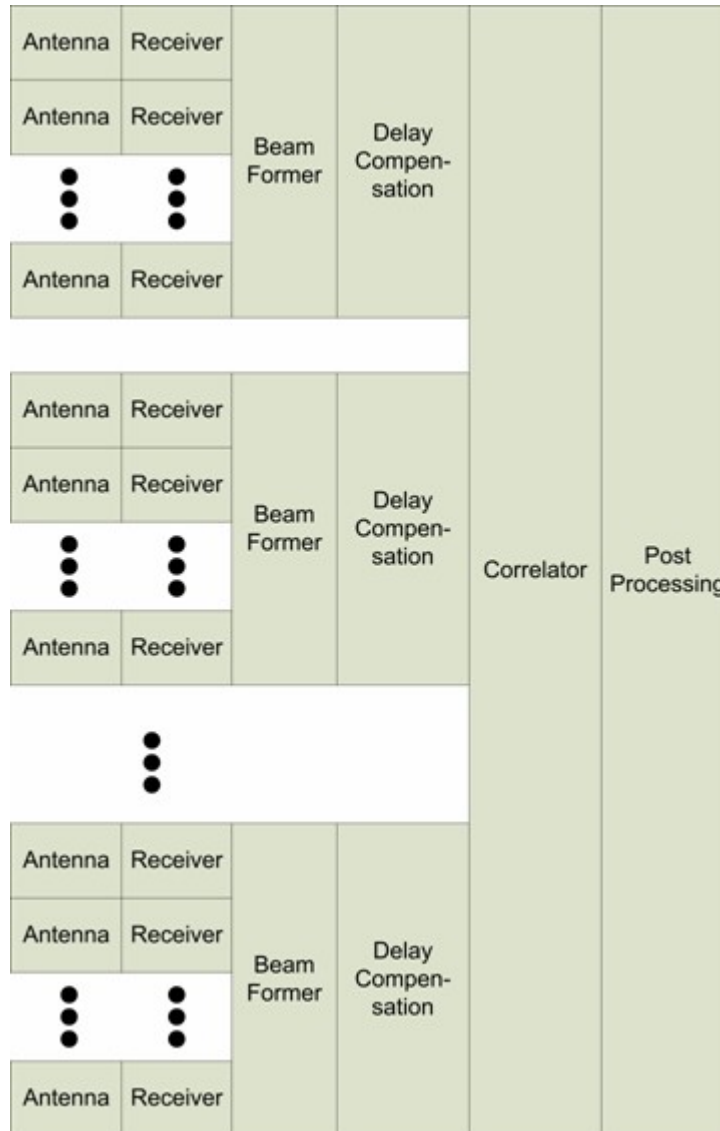 Antenna Receiver
Antenna Receiver
Beam
Former
Delay
Compen-
sation
Antenna Receiver
Antenna Receiver
Antenna Receiver
Beam
Former
Delay
Compen-
sation
Correlator
Post
Processing
Antenna Receiver
Antenna Receiver
Antenna Receiver
Beam
Former
Delay
Compen-
sation
Antenna Receiver